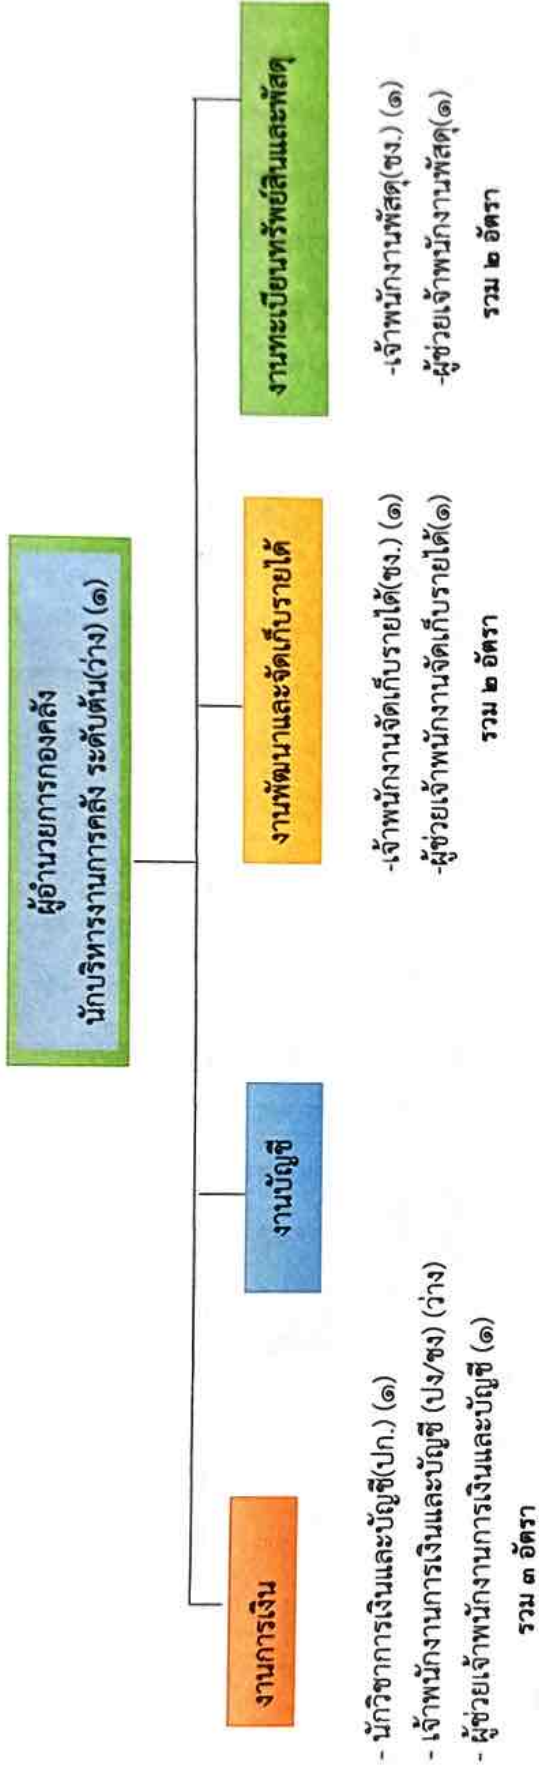 ผู้อำนวยการกองคลัง
นักบริหารงานการคลัง ระดับต้น(ว่าง) (๑)
งานการเงิน
งานบัญชี
งานพัฒนาและจัดเก็บรายได้
งานทะเบียนทรัพย์สินและพัสดุ
- นักวิชาการเงินและบัญชี(ปก.) (๑)
- เจ้าพนักงานการเงินและบัญชี (ปง/ชง) (ว่าง)
- ผู้ช่วยเจ้าพนักงานการเงินและบัญชี (๑)
รวม ๓ อัตรา
-เจ้าพนักงานจัดเก็บรายได้(ชง.) (๑)
-ผู้ช่วยเจ้าพนักงานจัดเก็บรายได้(๑)
รวม ๒ อัตรา
-เจ้าพนักงานพัสดุ(ชง.) (๑)
-ผู้ช่วยเจ้าพนักงานพัสดุ(๑)
รวม ๒ อัตรา